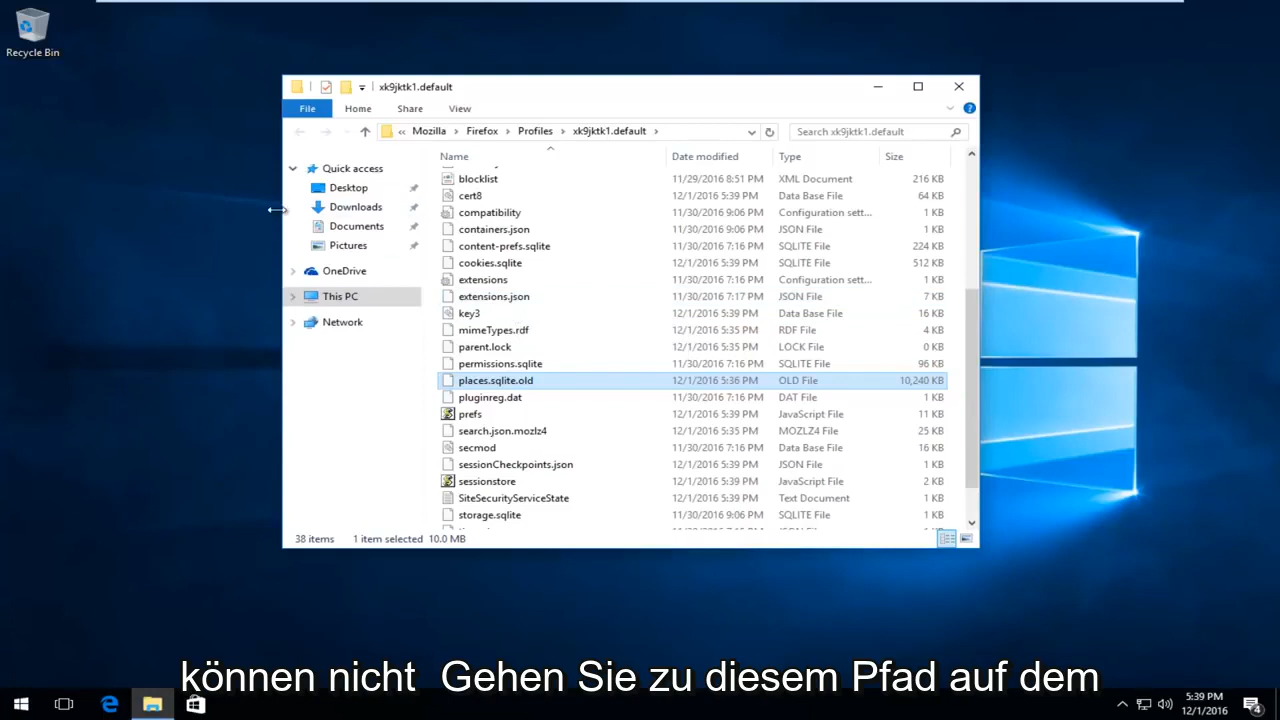 Recycle Bin
xk9jktk1.default
File Home Share View
« Mozilla > Firefox > Profiles > xk9jktk1.default >
Search xk9jktk1.default
Name Date modified Type Size
Quick access
Desktop
Downloads
Documents
Pictures
OneDrive
This PC
Network
blocklist 11/29/2016 8:51 PM XML Document 216 KB
cert8 12/1/2016 5:39 PM Data Base File 64 KB
compatibility 11/30/2016 9:06 PM Configuration sett... 1 KB
containers.json 11/30/2016 9:06 PM JSON File 1 KB
content-prefs.sqlite 11/30/2016 7:16 PM SQLITE File 224 KB
cookies.sqlite 12/1/2016 5:39 PM SQLITE File 512 KB
extensions 11/30/2016 7:16 PM Configuration sett... 1 KB
extensions.json 11/30/2016 7:17 PM JSON File 7 KB
key3 12/1/2016 5:39 PM Data Base File 16 KB
mimeTypes.rdf 12/1/2016 5:35 PM RDF File 4 KB
parent.lock 12/1/2016 5:35 PM LOCK File 0 KB
permissions.sqlite 11/30/2016 7:16 PM SQLITE File 96 KB
places.sqlite.old 12/1/2016 5:36 PM OLD File 10,240 KB
pluginreg.dat 11/30/2016 7:16 PM DAT File 1 KB
prefs 12/1/2016 5:39 PM JavaScript File 11 KB
search.json.mozlz4 12/1/2016 5:35 PM MOZLZ4 File 25 KB
secmod 11/30/2016 7:16 PM Data Base File 16 KB
sessionCheckpoints.json 12/1/2016 5:39 PM JSON File 1 KB
sessionstore 12/1/2016 5:39 PM JavaScript File 2 KB
SiteSecurityServiceState 12/1/2016 5:39 PM Text Document 1 KB
storage.sqlite 11/30/2016 9:06 PM SQLITE File 1 KB
38 items 1 item selected 10.0 MB
können nicht Gehen Sie zu diesem Pfad auf dem
5:39 PM
12/1/2016
4